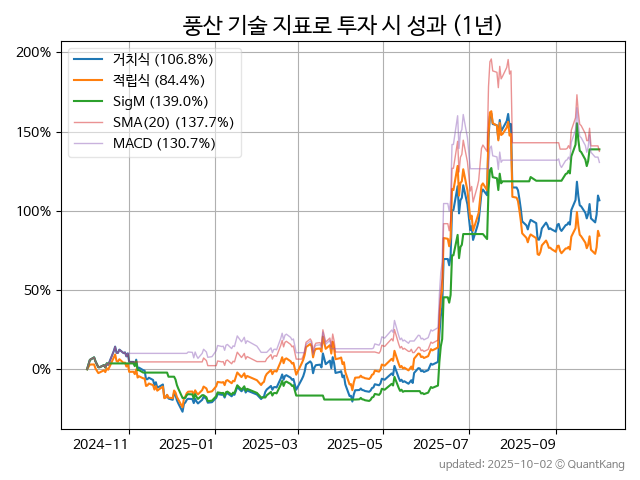 풍산 기술 지표로 투자 시 성과 (1년)
거치식 (106.8%)
적립식 (84.4%)
SigM (139.0%)
SMA(20) (137.7%)
MACD (130.7%)
200%
150%
100%
50%
0%
2024-11 2025-01 2025-03 2025-05 2025-07 2025-09
updated: 2025-10-02 © QuantKang